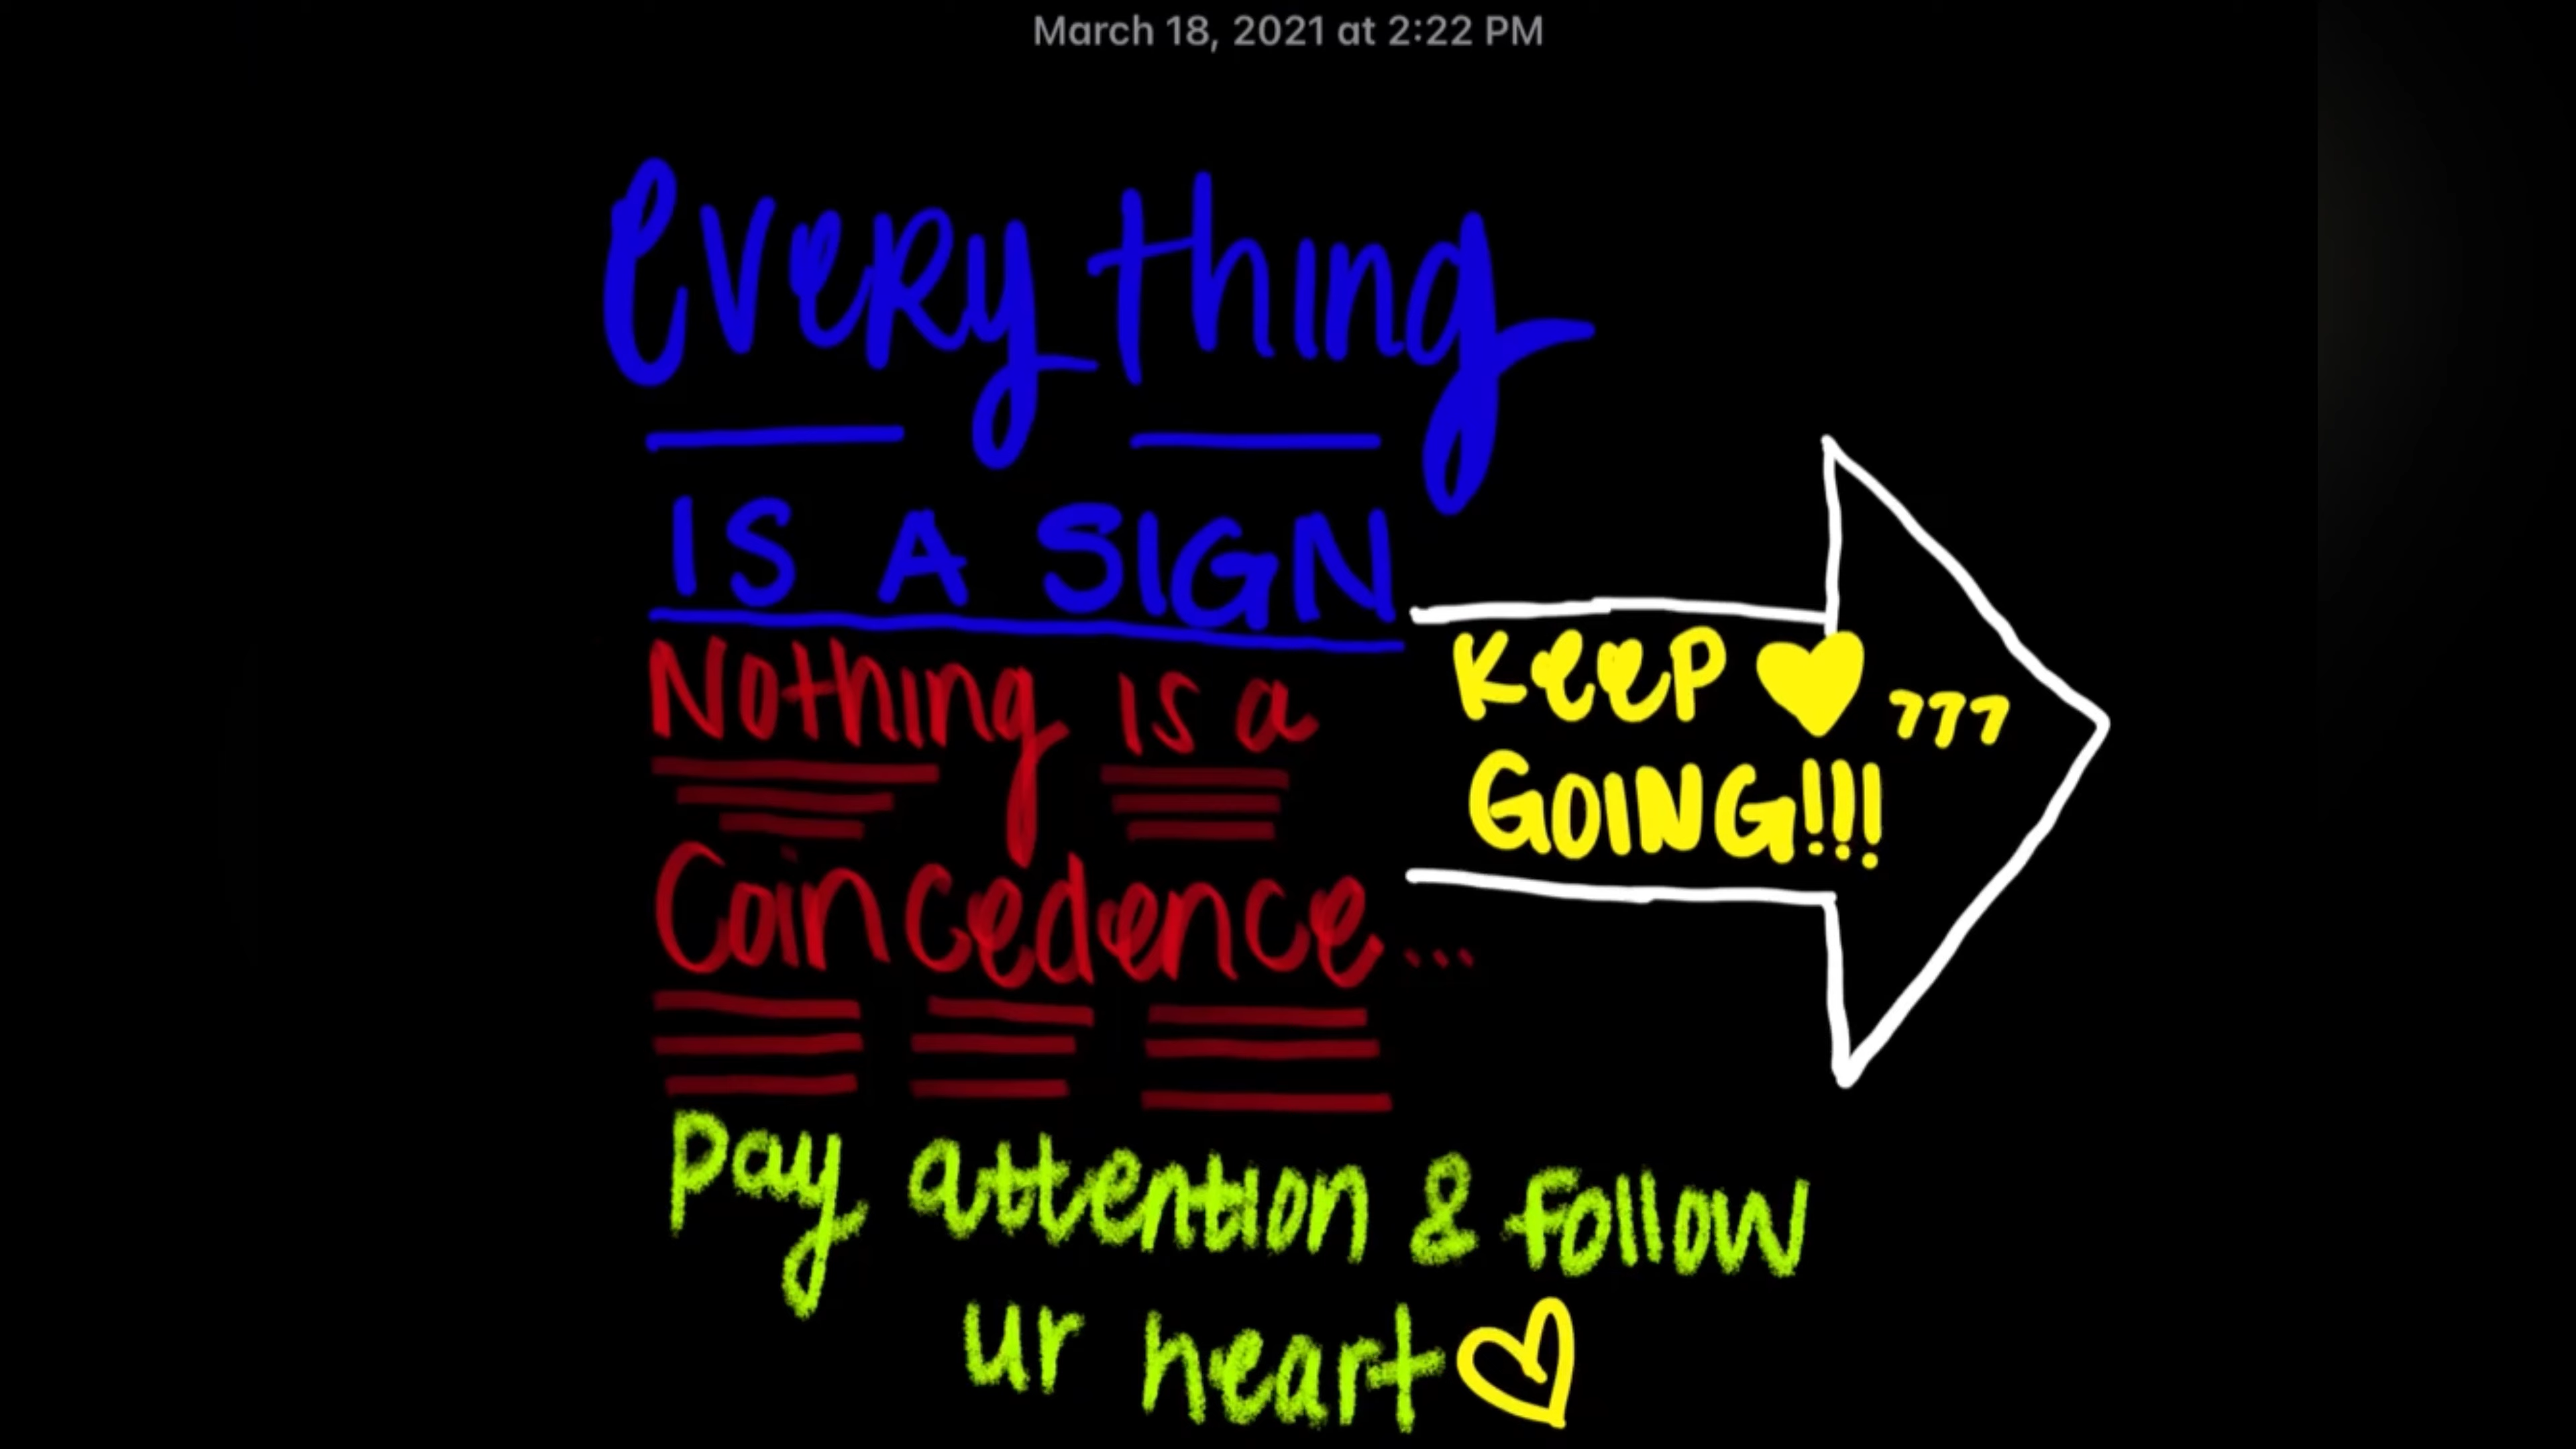 March 18, 2021 at 2:22 PM
everything
IS A SIGN
Nothing is a
Coincedence...
KeeP 777
GOING!!!
pay attention & follow
ur heart